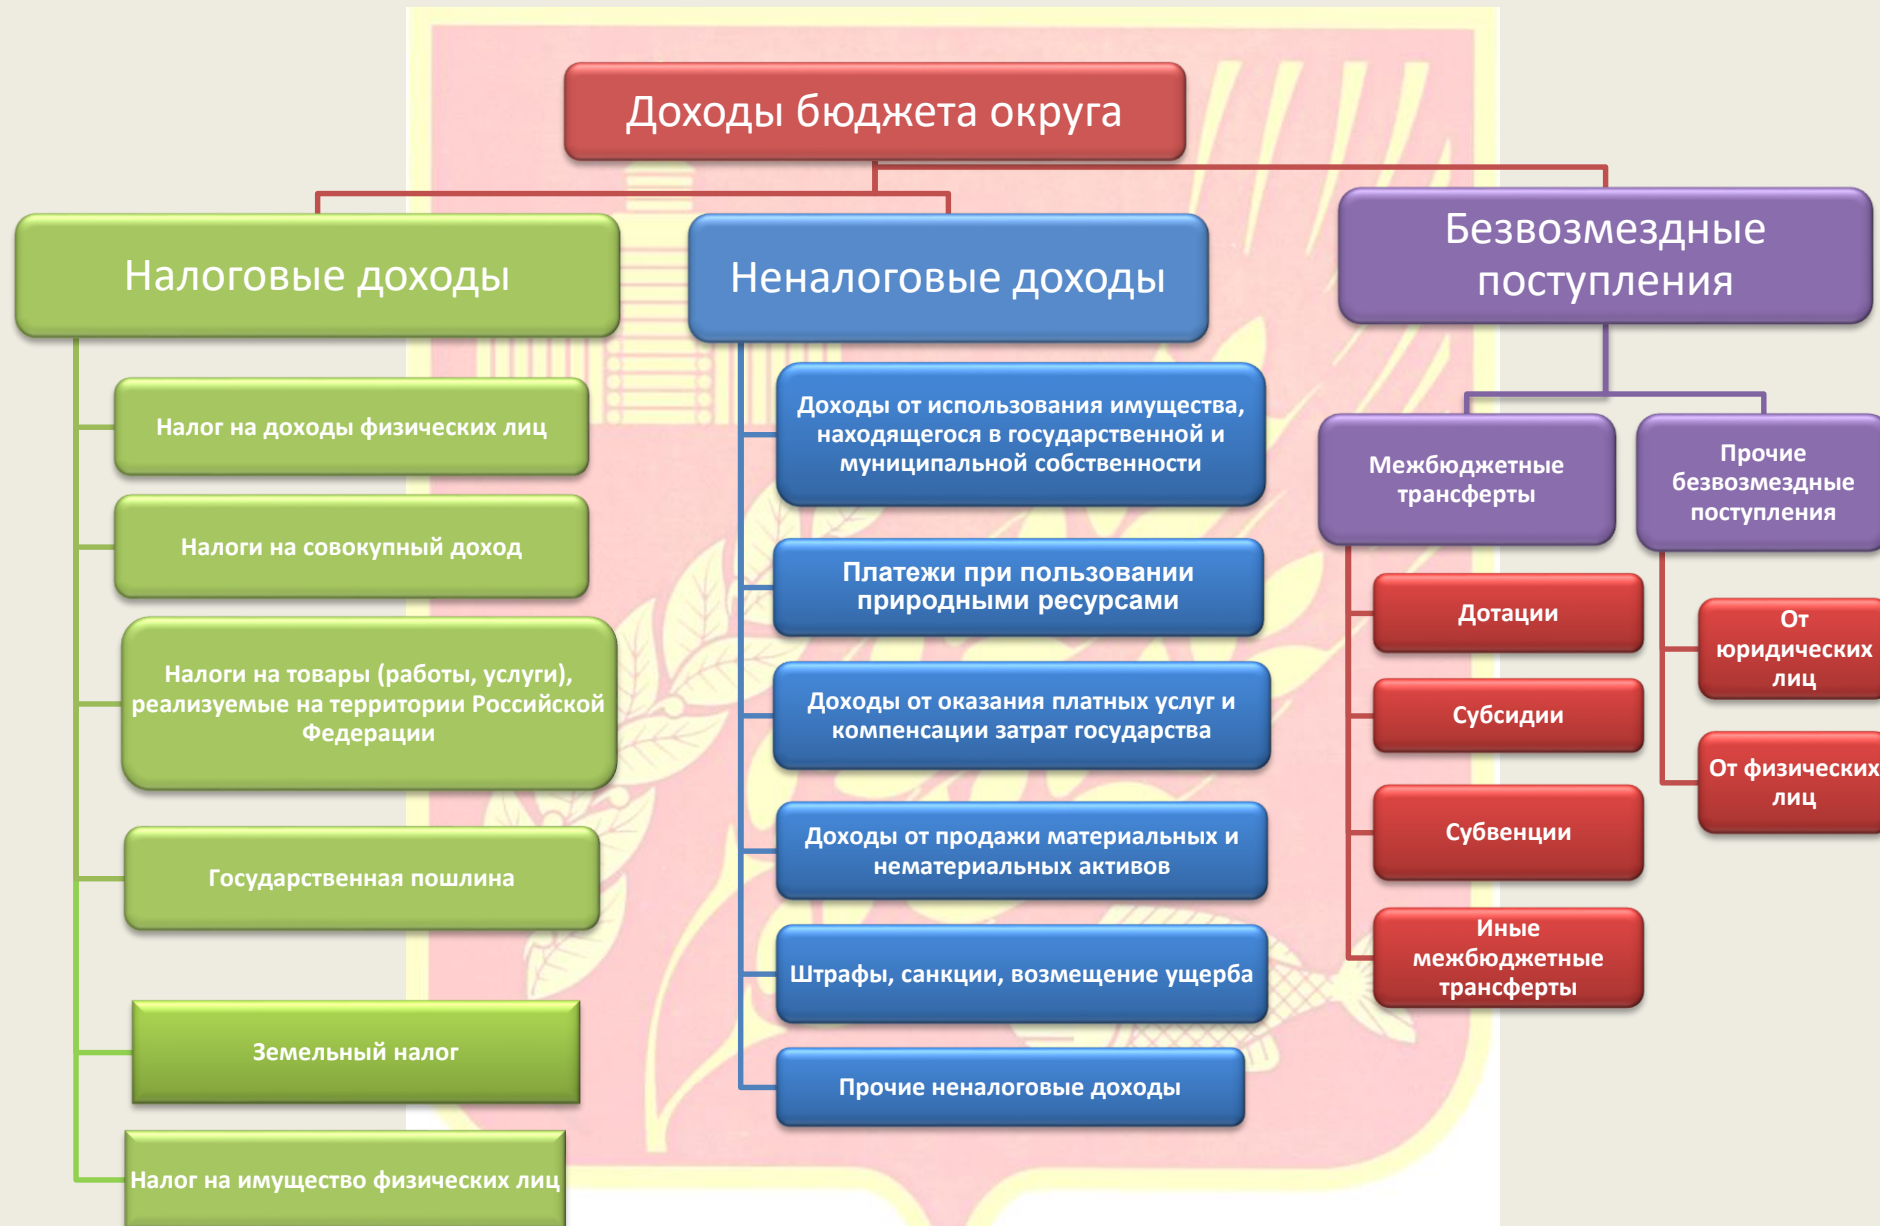 Доходы бюджета округа
Налоговые доходы
Налог на доходы физических лиц
Налоги на совокупный доход
Налоги на товары (работы, услуги),
реализуемые на территории Российской
Федерации
Государственная пошлина
Земельный налог
Налог на имущество физических лиц
Неналоговые доходы
Доходы от использования имущества,
находящегося в государственной и
муниципальной собственности
Платежи при пользовании
природными ресурсами
Доходы от оказания платных услуг и
компенсации затрат государства
Доходы от продажи материальных и
нематериальных активов
Штрафы, санкции, возмещение ущерба
Прочие неналоговые доходы
Безвозмездные
поступления
Межбюджетные
трансферты
Дотации
Субсидии
Субвенции
Иные
межбюджетные
трансферты
Прочие
безвозмездные
поступления
От
юридических
лиц
От физических
лиц